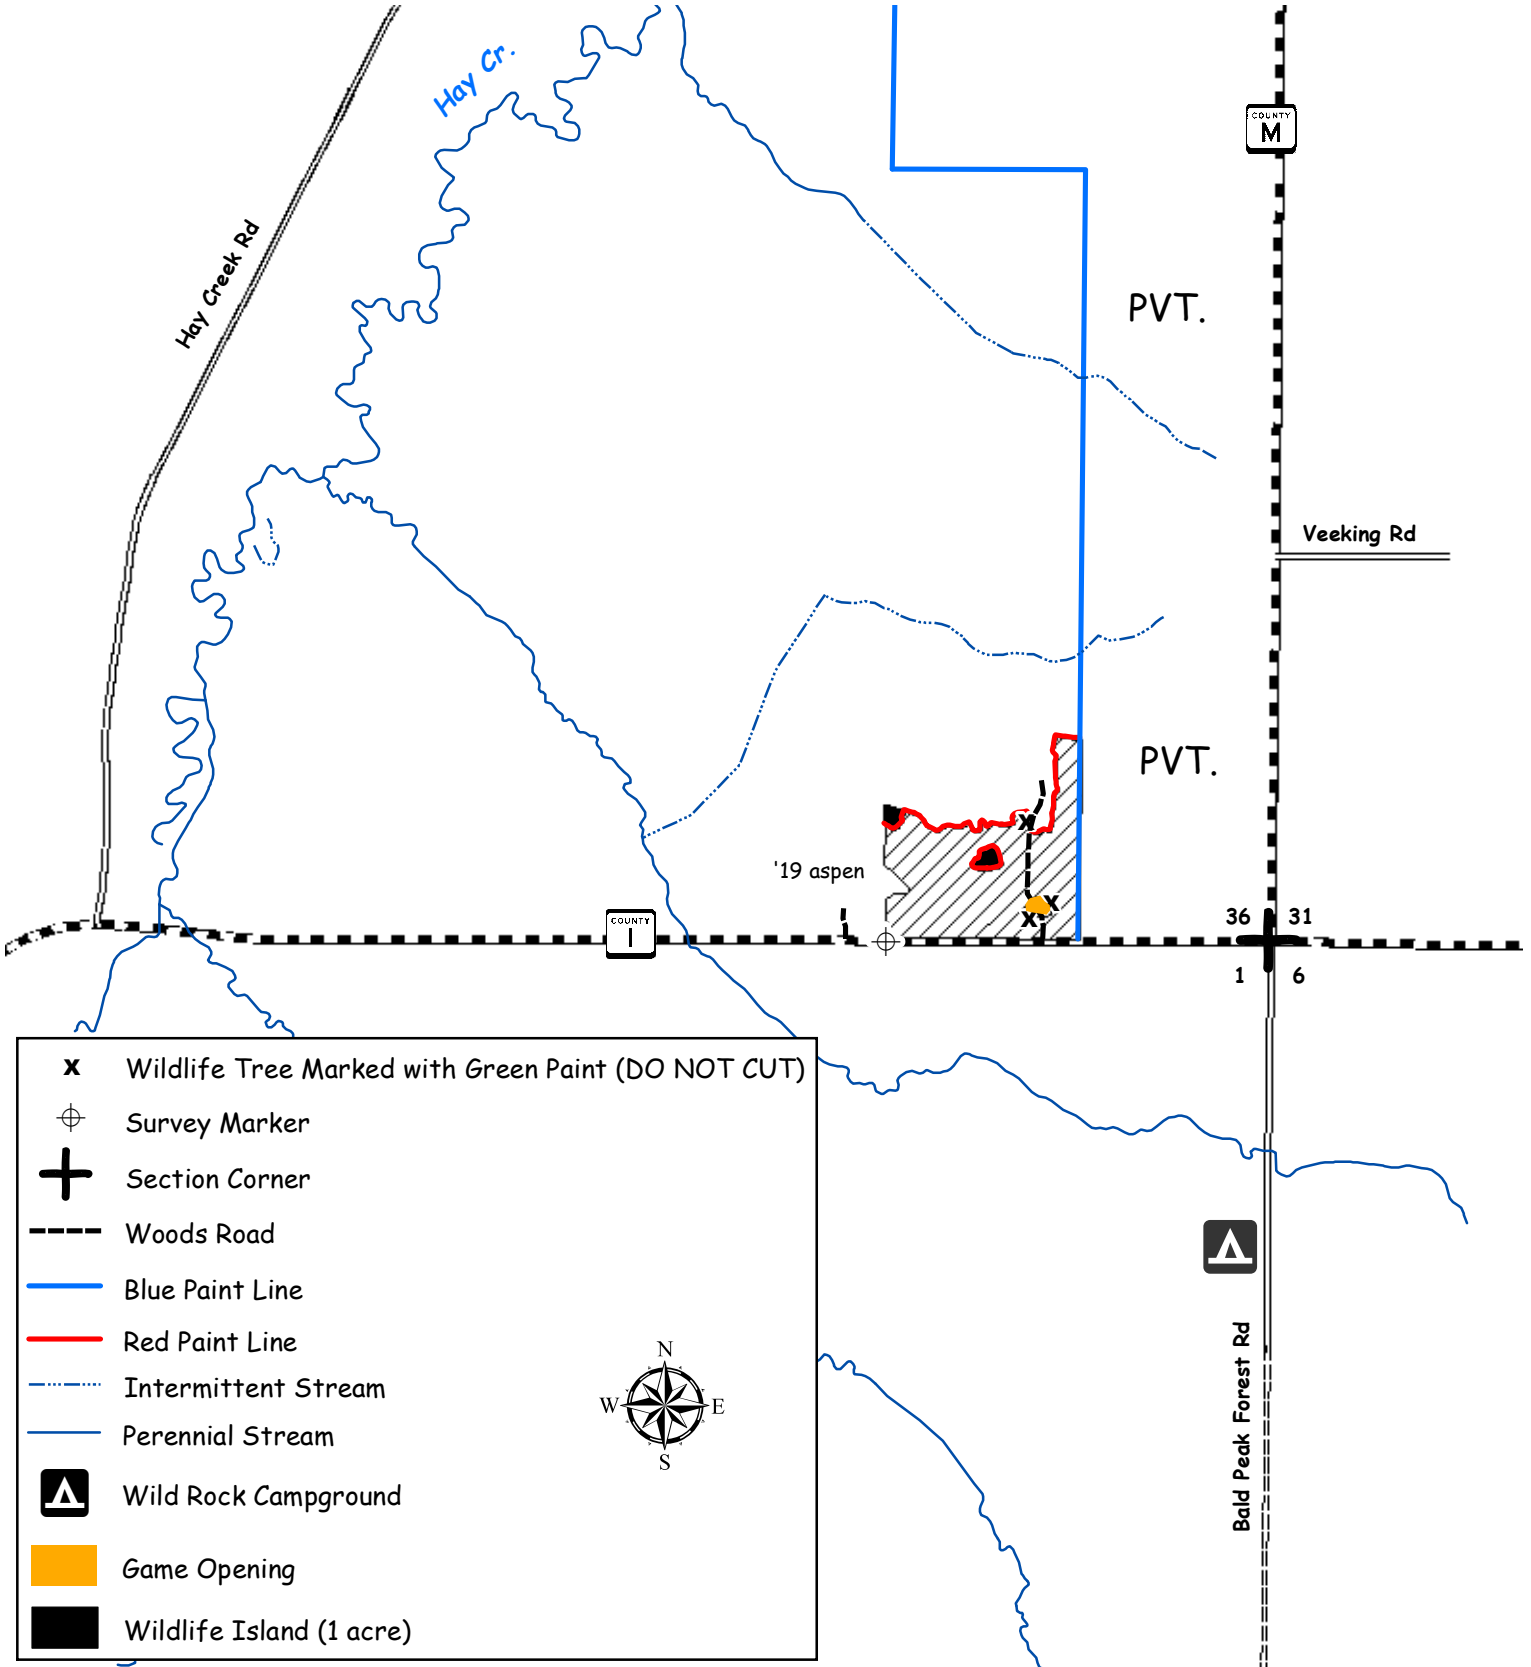 Hay Cr.
COUNTY
M
Hay Creek Rd
PVT.
Veeking Rd
PVT.
'19 aspen
x
x
x
COUNTY
I
36
31
1
6
x Wildlife Tree Marked with Green Paint (DO NOT CUT)
Survey Marker
Section Corner
Woods Road
Blue Paint Line
Red Paint Line
Intermittent Stream
Perennial Stream
Wild Rock Campground
Game Opening
Wildlife Island (1 acre)
N
W
E
S
Bald Peak Forest Rd